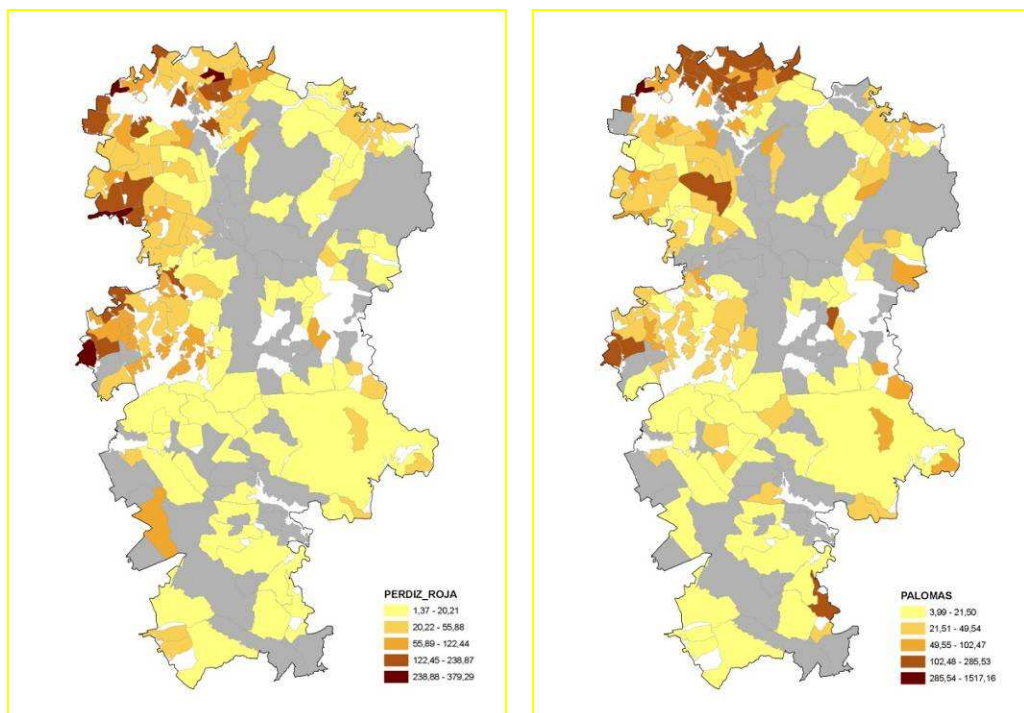 PERDIZ_ROJA
1,37 - 20,21
20,22 - 55,88
55,89 - 122,44
122,45 - 238,87
238,88 - 379,29
PALOMAS
3,99 - 21,50
21,51 - 49,54
49,55 - 102,47
102,48 - 285,53
285,54 - 1517,16